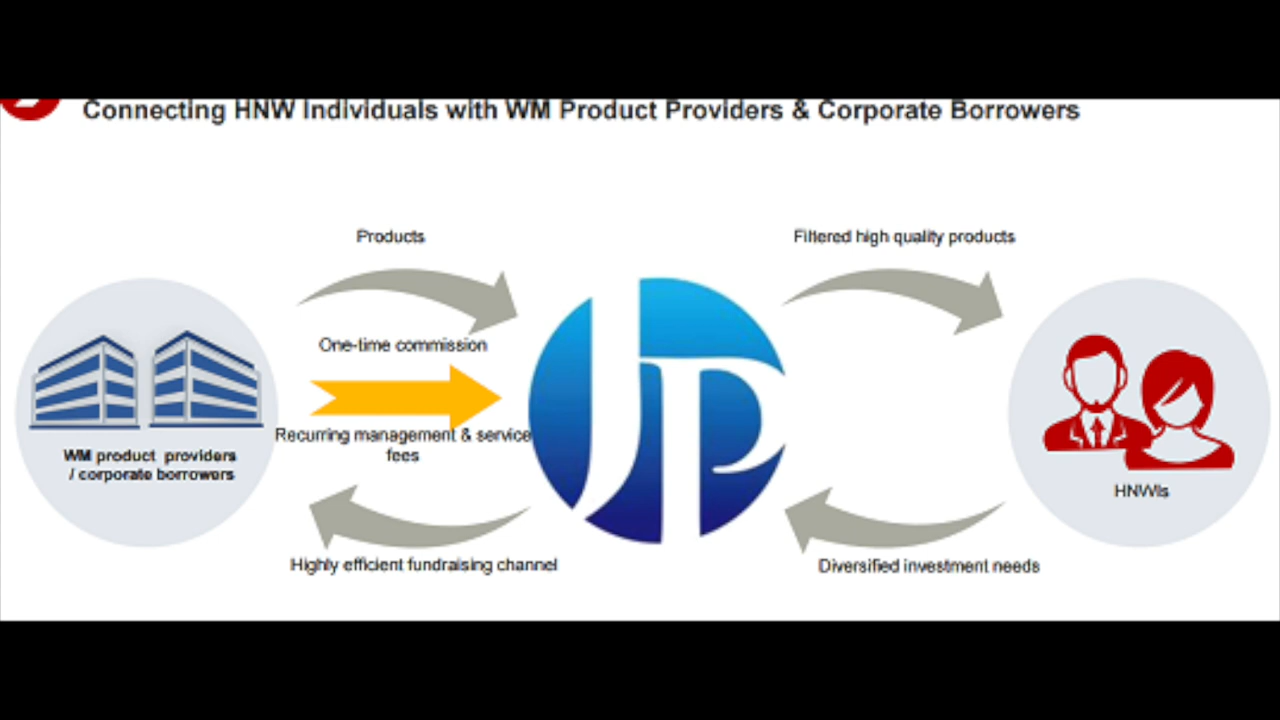 Connecting HNW Individuals with WM Product Providers & Corporate Borrowers
Products
Filtered high quality products
One-time commission
Recurring management & service
fees
WM product providers
/ corporate borrowers
JP
HNWIs
Highly efficient fundraising channel
Diversified investment needs